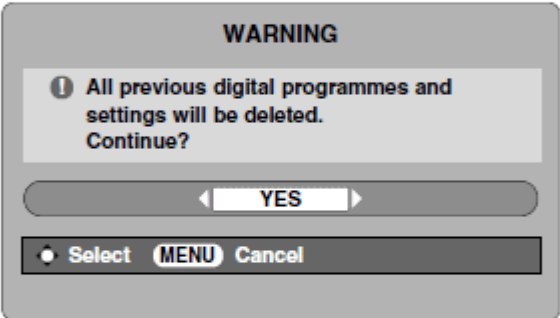 WARNING
All previous digital programmes and
settings will be deleted.
Continue?
YES
Select MENU Cancel